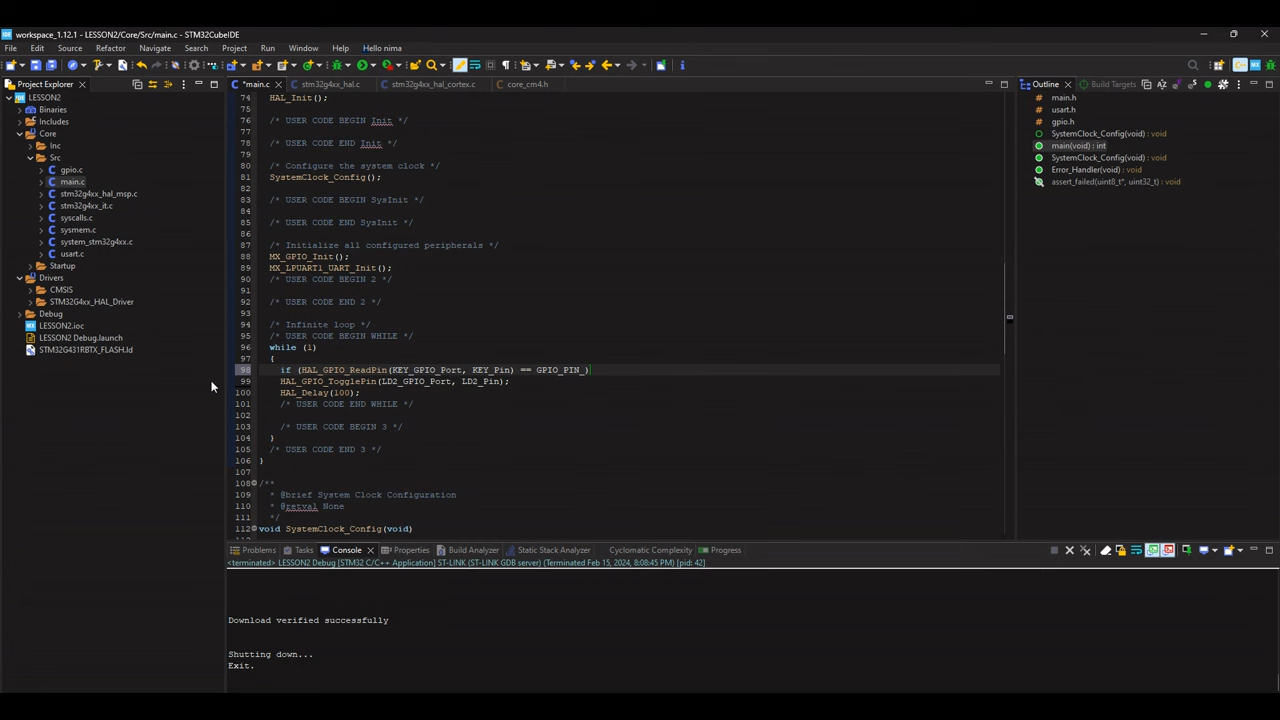 workspace_1.12.1 - LESSON2/Core/Src/main.c - STM32CubeIDE
File Edit Source Refactor Navigate Search Project Run Window Help Hello nima
Project Explorer
LESSON2
Binaries
Includes
Core
Inc
Src
gpio.c
main.c
stm32g4xx_hal_msp.c
stm32g4xx_it.c
syscalls.c
sysmem.c
system_stm32g4xx.c
usart.c
Startup
Drivers
CMSIS
STM32G4xx_HAL_Driver
Debug
LESSON2.ioc
LESSON2 Debug.launch
STM32G431RBTX_FLASH.ld
*main.c stm32g4xx_hal.c stm32g4xx_hal_cortex.c core_cm4.h
74 HAL_Init();
75
76 /* USER CODE BEGIN Init */
77
78 /* USER CODE END Init */
79
80 /* Configure the system clock */
81 SystemClock_Config();
82
83 /* USER CODE BEGIN SysInit */
84
85 /* USER CODE END SysInit */
86
87 /* Initialize all configured peripherals */
88 MX_GPIO_Init();
89 MX_LPUART1_UART_Init();
90 /* USER CODE BEGIN 2 */
91
92 /* USER CODE END 2 */
93
94 /* Infinite loop */
95 /* USER CODE BEGIN WHILE */
96 while (1)
97 {
98 if (HAL_GPIO_ReadPin(KEY_GPIO_Port, KEY_Pin) == GPIO_PIN_)
99 HAL_GPIO_TogglePin(LD2_GPIO_Port, LD2_Pin);
100 HAL_Delay(100);
101 /* USER CODE END WHILE */
102
103 /* USER CODE BEGIN 3 */
104 }
105 /* USER CODE END 3 */
106 }
107
108 /**
109 * @brief System Clock Configuration
110 * @retval None
111 */
112 void SystemClock_Config(void)
Outline Build Targets
main.h
usart.h
gpio.h
SystemClock_Config(void) : void
main(void) : int
SystemClock_Config(void) : void
Error_Handler(void) : void
assert_failed(uint8_t*, uint32_t) : void
Problems Tasks Console Properties Build Analyzer Static Stack Analyzer Cyclomatic Complexity Progress
<terminated> LESSON2 Debug [STM32 C/C++ Application] ST-LINK (ST-LINK GDB server) (Terminated Feb 15, 2024, 8:08:45 PM) [pid: 42]
Download verified successfully
Shutting down...
Exit.